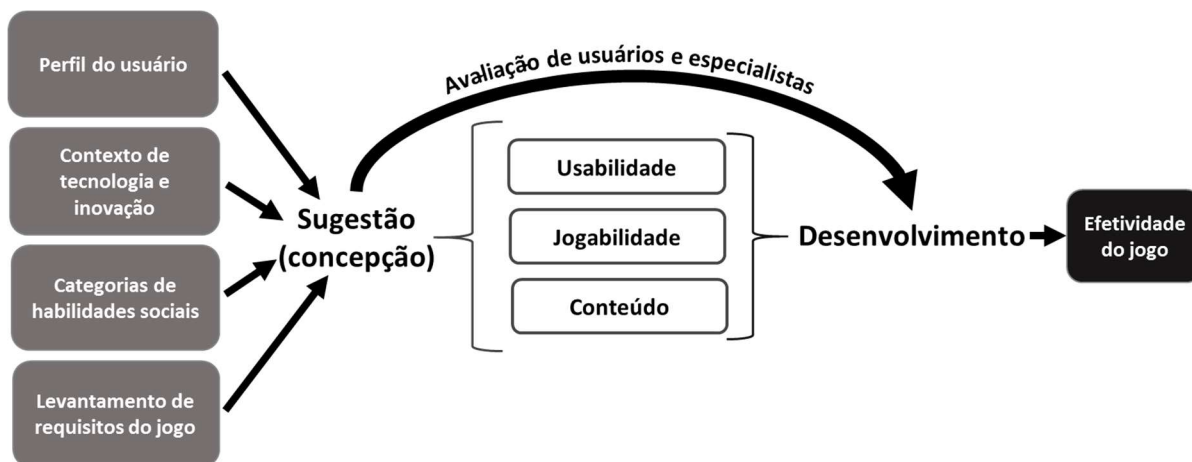 Perfil do usuário
Contexto de
tecnologia e
inovação
Categorias de
habilidades sociais
Levantamento de
requisitos do jogo
Sugestão
(concepção)
Avaliação de usuários e especialistas
Usabilidade
Jogabilidade
Conteúdo
Desenvolvimento
Efetividade
do jogo